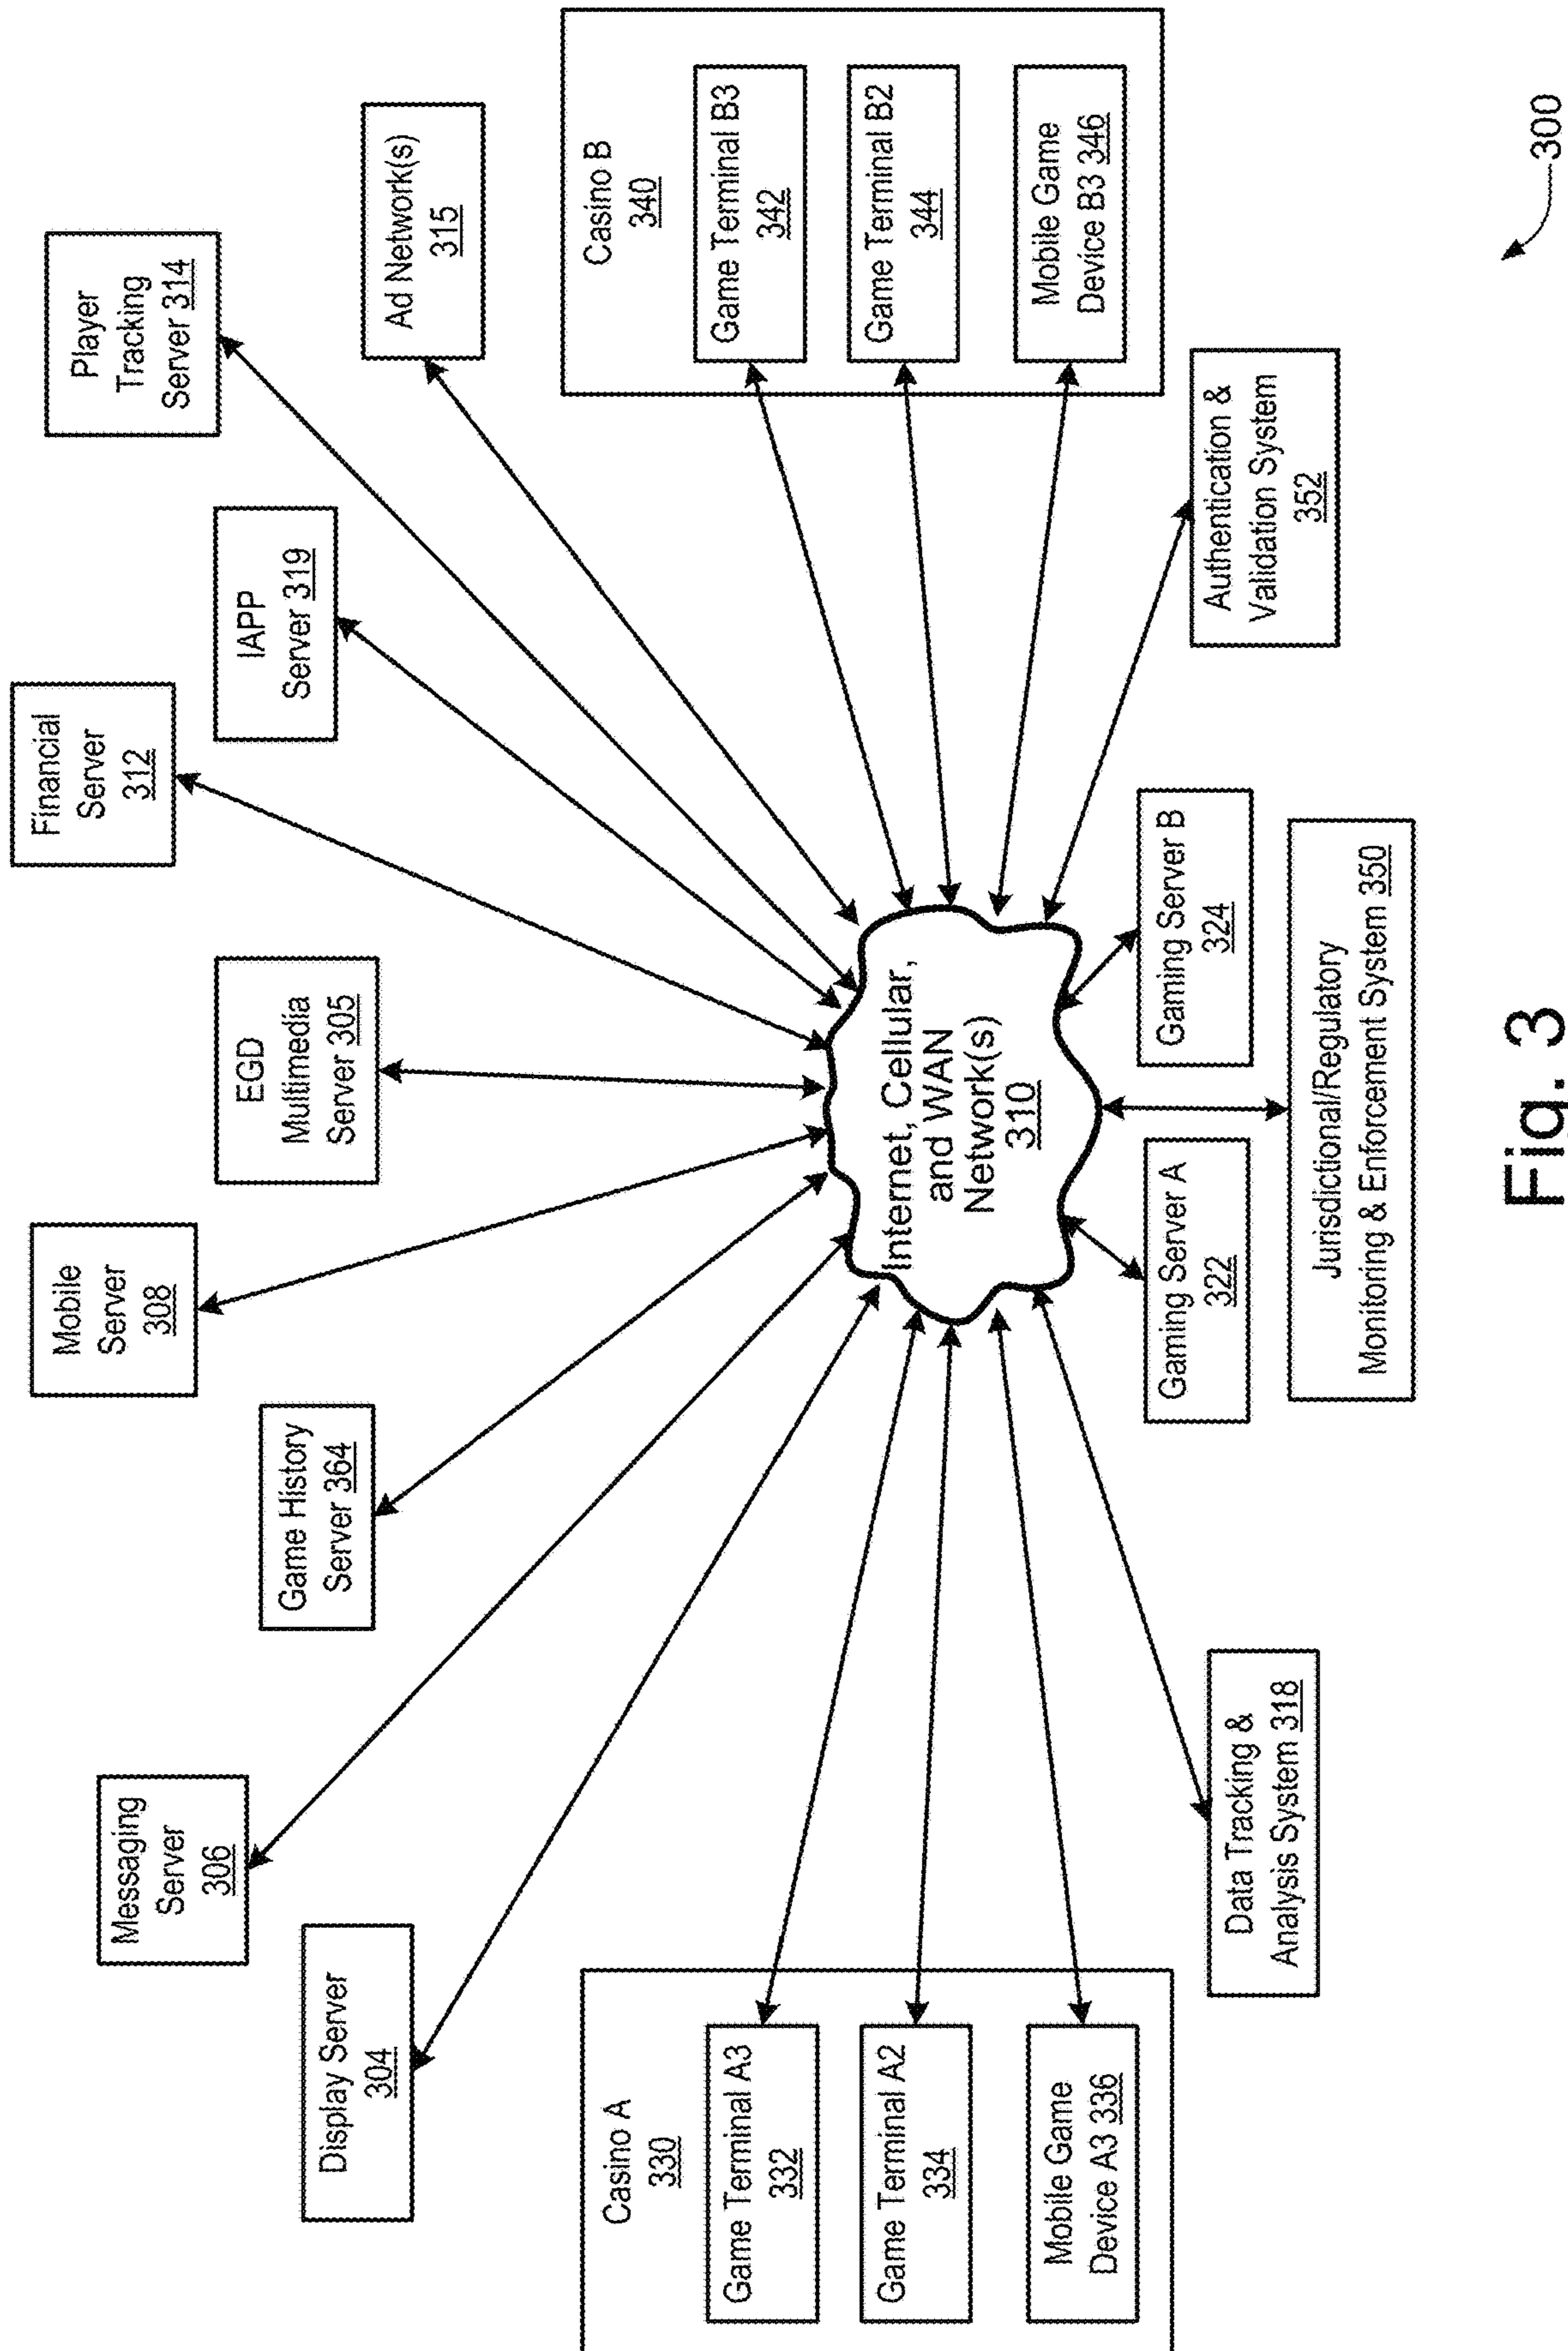 Financial
Server
312
Mobile
Server
308
Player
Tracking
Server 314
Messaging
Server
306
IAPP
Server 319
EGD
Multimedia
Server 305
Game History
Server 364
Display Server
304
Ad Network(s)
315
Casino A
330
Game Terminal A3
332
Game Terminal A2
334
Mobile Game
Device A3 336
Internet, Cellular,
and WAN
Network(s)
310
Casino B
340
Game Terminal B3
342
Game Terminal B2
344
Mobile Game
Device B3 346
Data Tracking &
Analysis System 318
Gaming Server A
322
Gaming Server B
324
Authentication &
Validation System
352
Jurisdictional/Regulatory
Monitoring & Enforcement System 350
Fig. 3
300